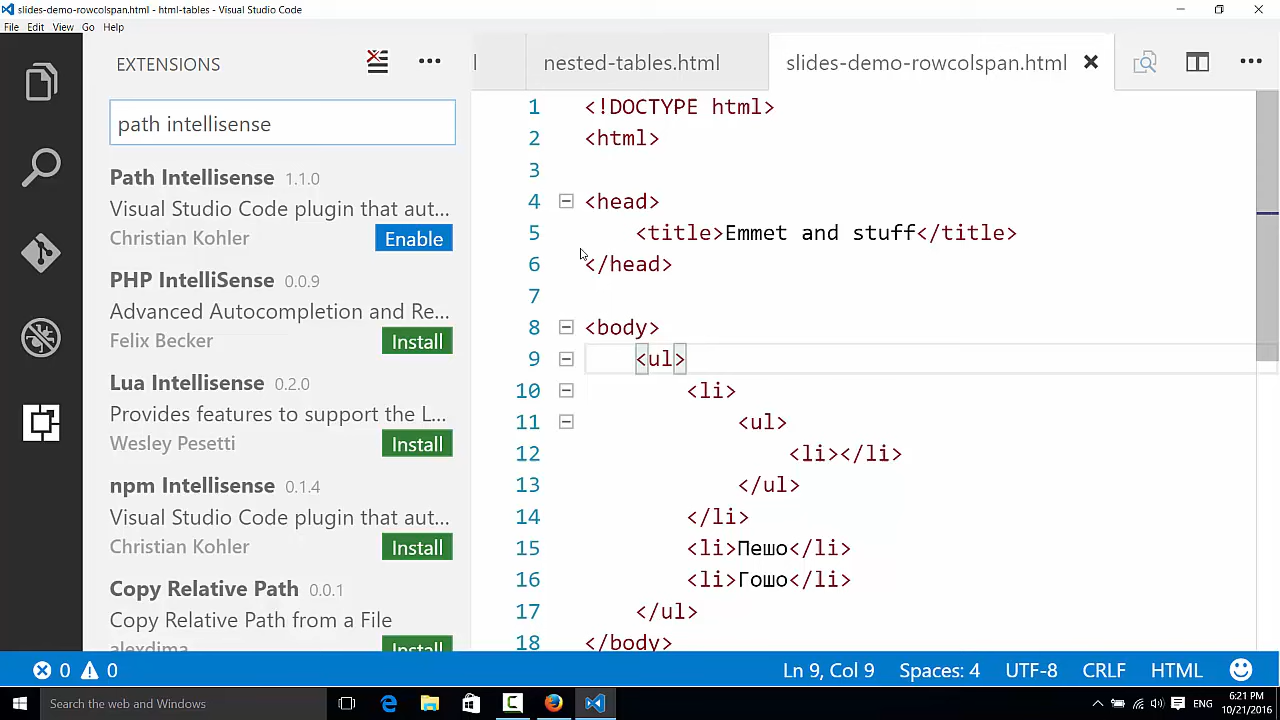 slides-demo-rowcolspan.html - html-tables - Visual Studio Code
File Edit View Go Help
EXTENSIONS
nested-tables.html
slides-demo-rowcolspan.html
path intellisense
Path Intellisense 1.1.0
Visual Studio Code plugin that aut...
Christian Kohler
Enable
PHP IntelliSense 0.0.9
Advanced Autocompletion and Re...
Felix Becker
Install
Lua Intellisense 0.2.0
Provides features to support the L...
Wesley Pesetti
Install
npm Intellisense 0.1.4
Visual Studio Code plugin that aut...
Christian Kohler
Install
Copy Relative Path 0.0.1
Copy Relative Path from a File
alexdima
Install
1 <!DOCTYPE html>
2 <html>
3
4 <head>
5 <title>Emmet and stuff</title>
6 </head>
7
8 <body>
9 <ul>
10 <li>
11 <ul>
12 <li></li>
13 </ul>
14 </li>
15 <li>Пешо</li>
16 <li>Гошо</li>
17 </ul>
18 </body>
0 0
Ln 9, Col 9 Spaces: 4 UTF-8 CRLF HTML
Search the web and Windows
ENG
6:21 PM
10/21/2016